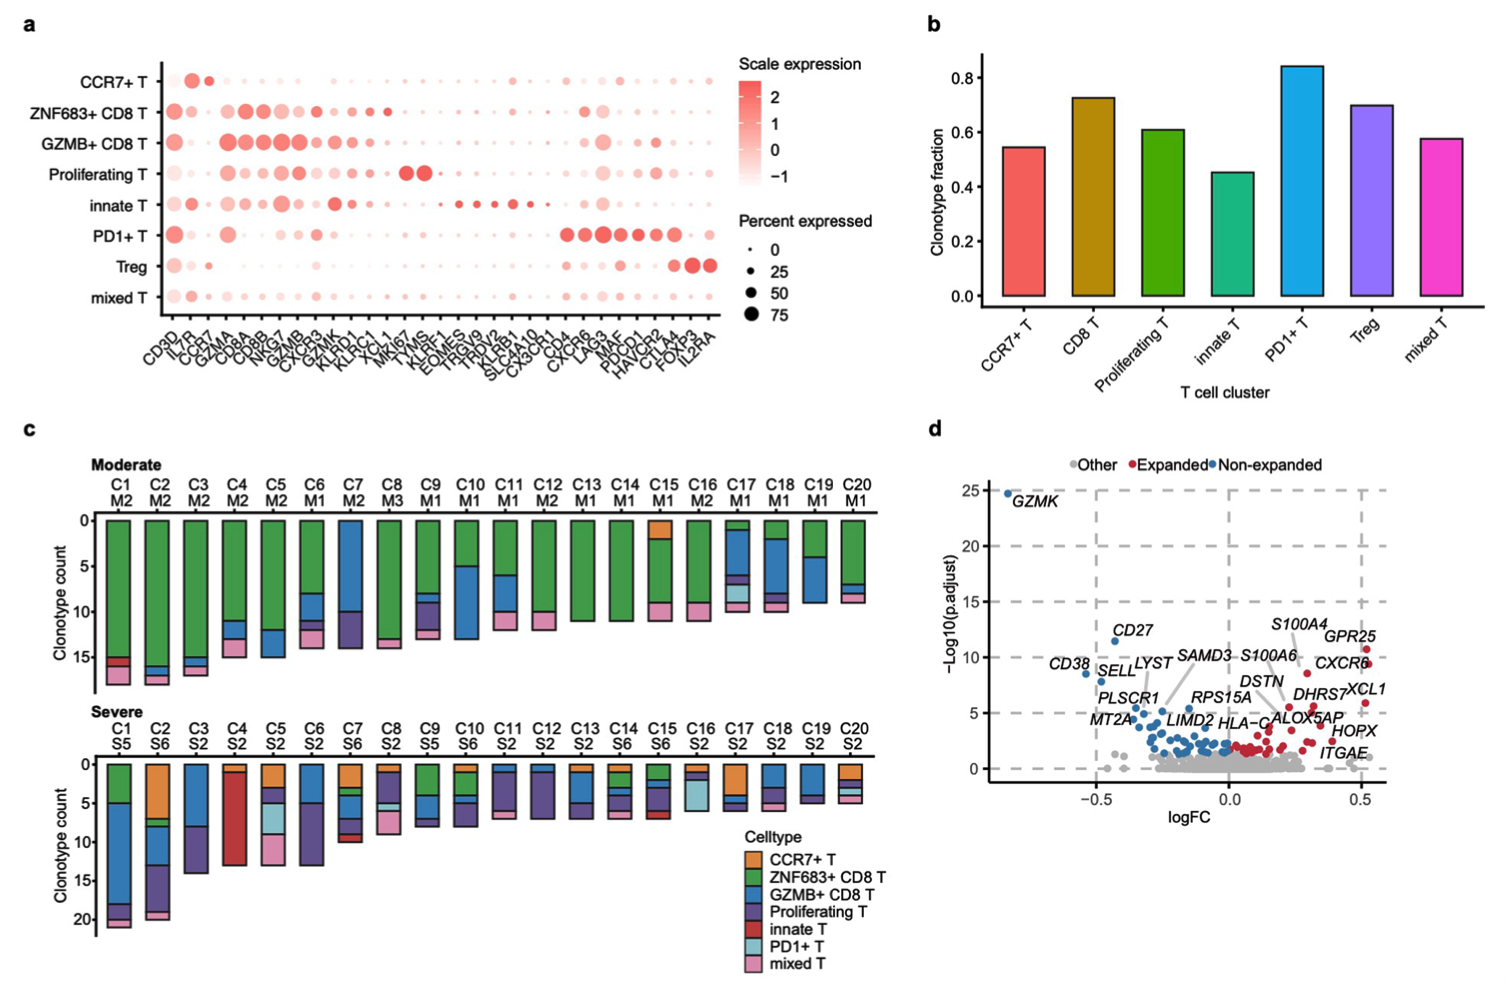 a
CCR7+ T
ZNF683+ CD8 T
GZMB+ CD8 T
Proliferating T
innate T
PD1+ T
Treg
mixed T
CD3D
IL7R
CCR7
GZMA
CD8A
CD8B
NKG7
GZMB
CXCR3
GZMK
KLRD1
KLRC1
XCL1
MKI67
TYMS
KLRF1
EOMES
TRGV9
TRDV2
KLRB1
SLC4A10
CX3CR1
CD4
CXCR6
LAG3
MAF
PDCD1
HAVCR2
CTLA4
FOXP3
IL2RA
Scale expression
2
1
0
−1
Percent expressed
0
25
50
75
b
Clonotype fraction
0.8
0.6
0.4
0.2
0.0
CCR7+ T
CD8 T
Proliferating T
innate T
PD1+ T
Treg
mixed T
T cell cluster
c
Moderate
C1 C2 C3 C4 C5 C6 C7 C8 C9 C10 C11 C12 C13 C14 C15 C16 C17 C18 C19 C20
M2 M2 M2 M2 M2 M1 M2 M3 M1 M1 M1 M2 M1 M1 M1 M2 M1 M1 M1 M1
Clonotype count
0
5
10
15
Severe
C1 C2 C3 C4 C5 C6 C7 C8 C9 C10 C11 C12 C13 C14 C15 C16 C17 C18 C19 C20
S5 S6 S2 S2 S2 S2 S6 S2 S5 S6 S2 S2 S2 S6 S6 S2 S2 S2 S2 S2
Clonotype count
0
5
10
15
20
Celltype
CCR7+ T
ZNF683+ CD8 T
GZMB+ CD8 T
Proliferating T
innate T
PD1+ T
mixed T
d
Other Expanded Non-expanded
−Log10(p.adjust)
25
20
15
10
5
0
GZMK
CD27
CD38
SELL
LYST
SAMD3
S100A6
S100A4
GPR25
CXCR6
DSTN
PLSCR1
RPS15A
DHRS7
XCL1
MT2A
LIMD2
HLA−C
ALOX5AP
HOPX
ITGAE
−0.5
0.0
0.5
logFC